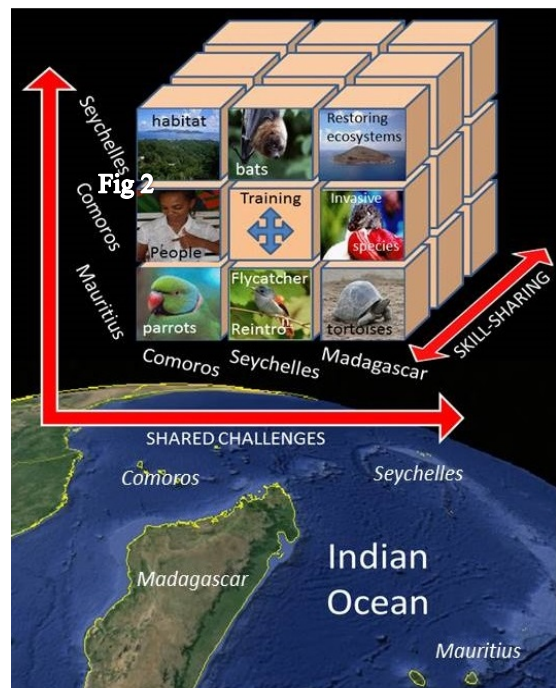 habitat
bats
Restoring
ecosystems
Seychelles
Fig 2
Comoros
Mauritius
People
Training
Invasive
species
parrots
Flycatcher
Reintro
tortoises
Comoros
Seychelles
Madagascar
SKILL-SHARING
SHARED CHALLENGES
Comoros
Seychelles
Madagascar
Indian
Ocean
Mauritius